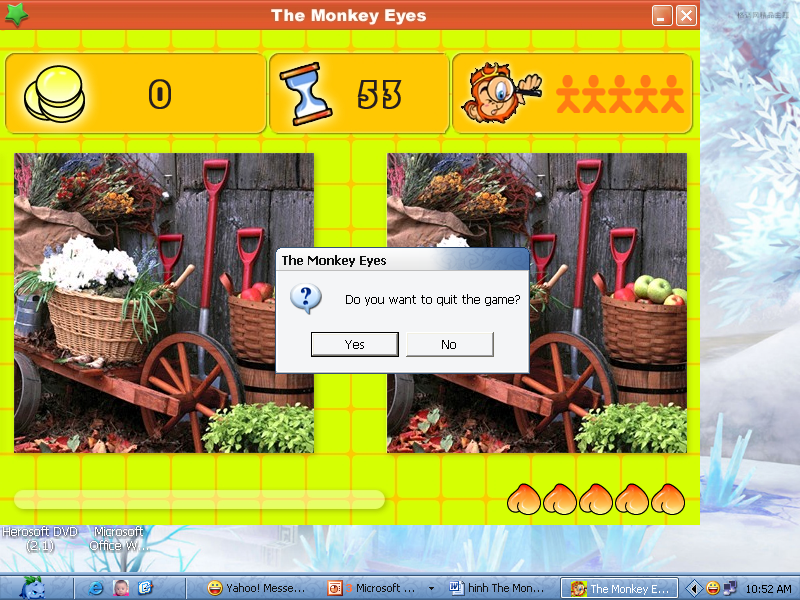 The Monkey Eyes
0
53
The Monkey Eyes
?
Do you want to quit the game?
Yes
No
Herosoft DVD
(2.1)
Microsoft
Office W...
Yahoo! Messe...
1 Microsoft ...
hinh The Mon...
The Monkey E...
10:52 AM